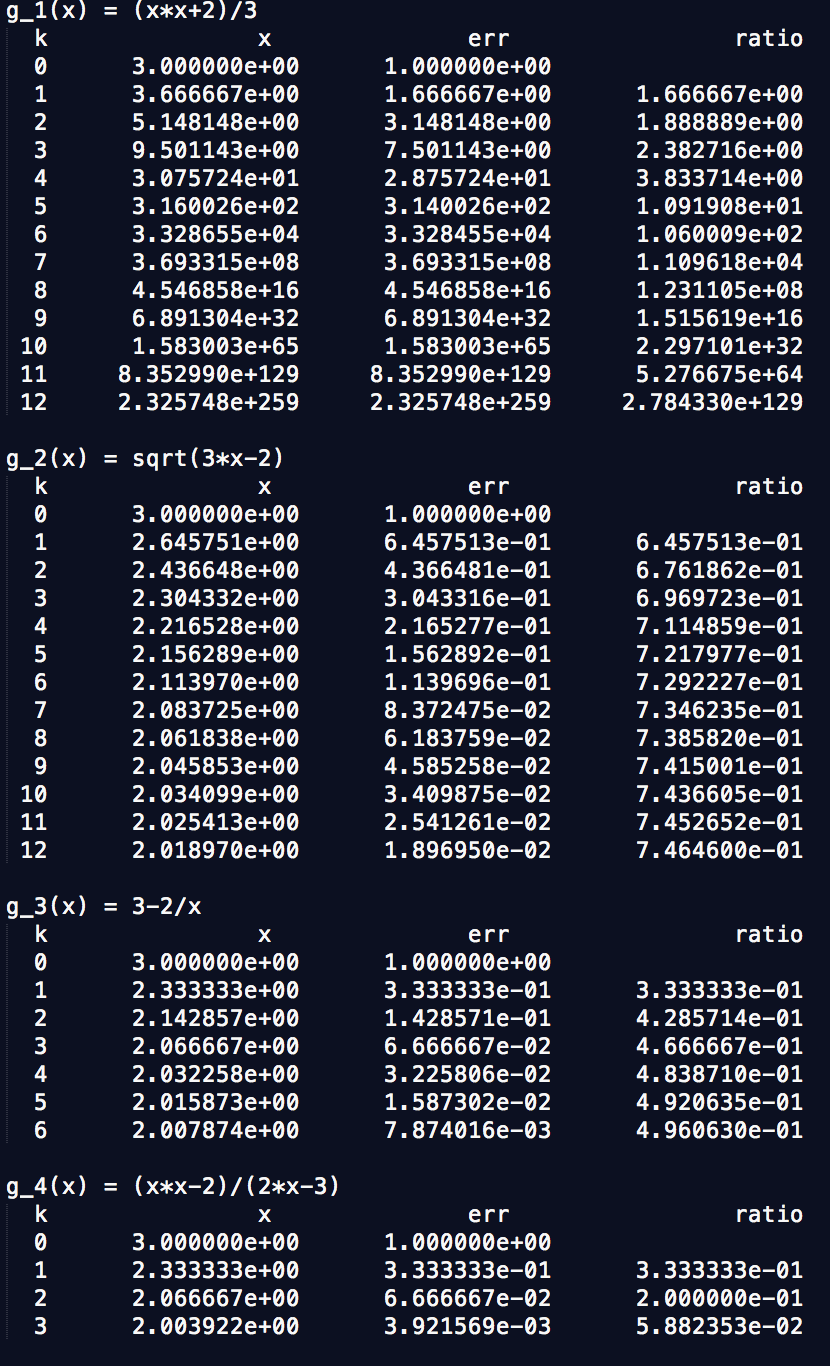 g_1(x) = (x*x+2)/3
k x err ratio
0 3.000000e+00 1.000000e+00
1 3.666667e+00 1.666667e+00 1.666667e+00
2 5.148148e+00 3.148148e+00 1.888889e+00
3 9.501143e+00 7.501143e+00 2.382716e+00
4 3.075724e+01 2.875724e+01 3.833714e+00
5 3.160026e+02 3.140026e+02 1.091908e+01
6 3.328655e+04 3.328455e+04 1.060009e+02
7 3.693315e+08 3.693315e+08 1.109618e+04
8 4.546858e+16 4.546858e+16 1.231105e+08
9 6.891304e+32 6.891304e+32 1.515619e+16
10 1.583003e+65 1.583003e+65 2.297101e+32
11 8.352990e+129 8.352990e+129 5.276675e+64
12 2.325748e+259 2.325748e+259 2.784330e+129
g_2(x) = sqrt(3*x-2)
k x err ratio
0 3.000000e+00 1.000000e+00
1 2.645751e+00 6.457513e-01 6.457513e-01
2 2.436648e+00 4.366481e-01 6.761862e-01
3 2.304332e+00 3.043316e-01 6.969723e-01
4 2.216528e+00 2.165277e-01 7.114859e-01
5 2.156289e+00 1.562892e-01 7.217977e-01
6 2.113970e+00 1.139696e-01 7.292227e-01
7 2.083725e+00 8.372475e-02 7.346235e-01
8 2.061838e+00 6.183759e-02 7.385820e-01
9 2.045853e+00 4.585258e-02 7.415001e-01
10 2.034099e+00 3.409875e-02 7.436605e-01
11 2.025413e+00 2.541261e-02 7.452652e-01
12 2.018970e+00 1.896950e-02 7.464600e-01
g_3(x) = 3-2/x
k x err ratio
0 3.000000e+00 1.000000e+00
1 2.333333e+00 3.333333e-01 3.333333e-01
2 2.142857e+00 1.428571e-01 4.285714e-01
3 2.066667e+00 6.666667e-02 4.666667e-01
4 2.032258e+00 3.225806e-02 4.838710e-01
5 2.015873e+00 1.587302e-02 4.920635e-01
6 2.007874e+00 7.874016e-03 4.960630e-01
g_4(x) = (x*x-2)/(2*x-3)
k x err ratio
0 3.000000e+00 1.000000e+00
1 2.333333e+00 3.333333e-01 3.333333e-01
2 2.066667e+00 6.666667e-02 2.000000e-01
3 2.003922e+00 3.921569e-03 5.882353e-02